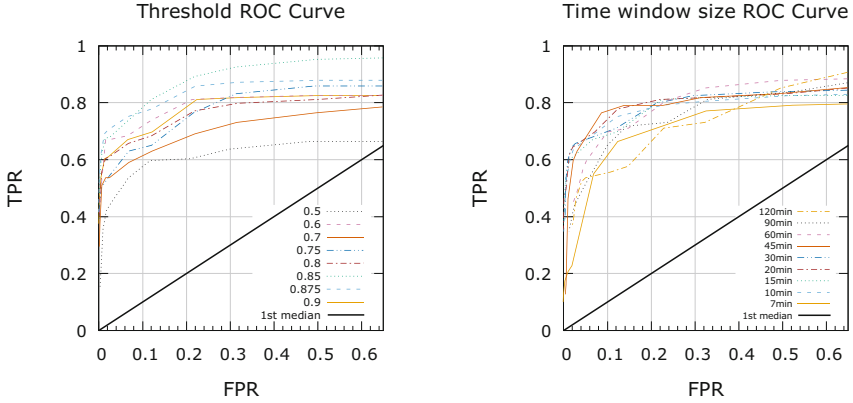 Threshold ROC Curve
1
0.8
0.6
0.4
0.2
0
TPR
0.5
0.6
0.7
0.75
0.8
0.85
0.875
0.9
1st median
0 0.1 0.2 0.3 0.4 0.5 0.6
FPR
Time window size ROC Curve
1
0.8
0.6
0.4
0.2
0
TPR
120min
90min
60min
45min
30min
20min
15min
10min
7min
1st median
0 0.1 0.2 0.3 0.4 0.5 0.6
FPR